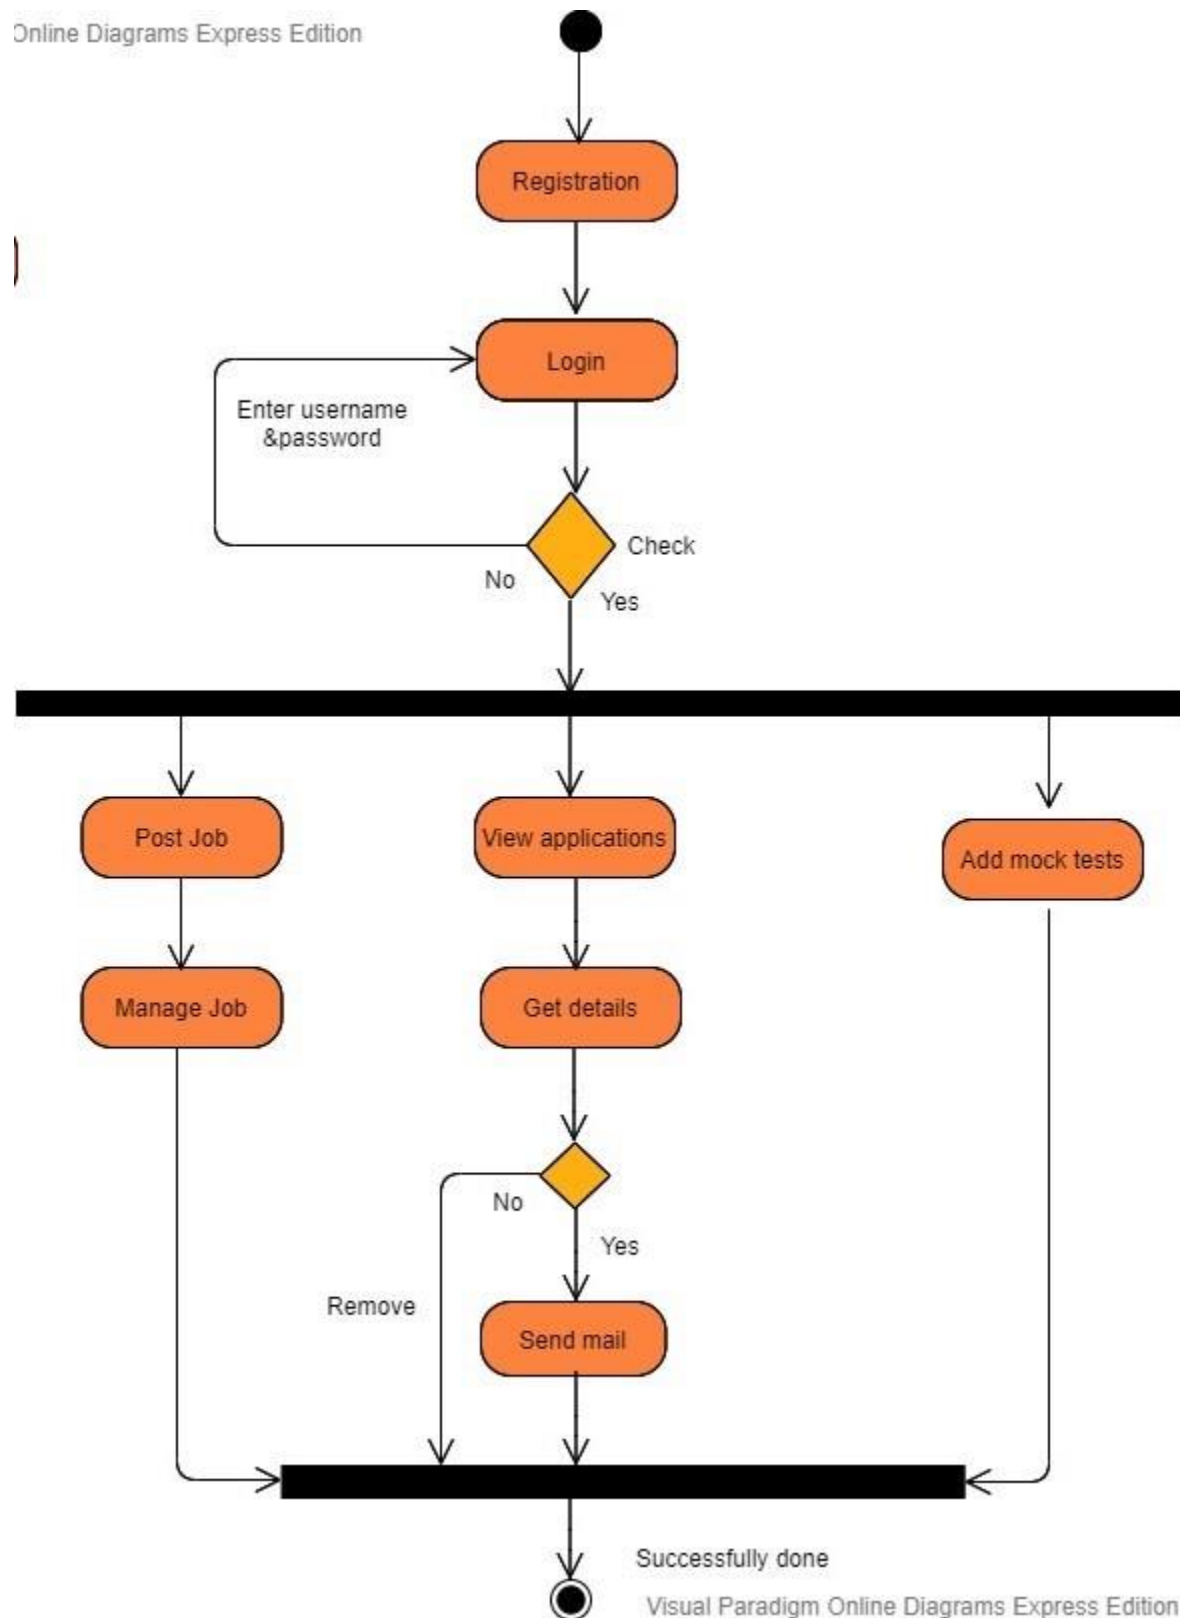 Online Diagrams Express Edition
Registration
Login
Enter username
&password
Check
No
Yes
Post Job
View applications
Add mock tests
Manage Job
Get details
No
Yes
Remove
Send mail
Successfully done
Visual Paradigm Online Diagrams Express Edition